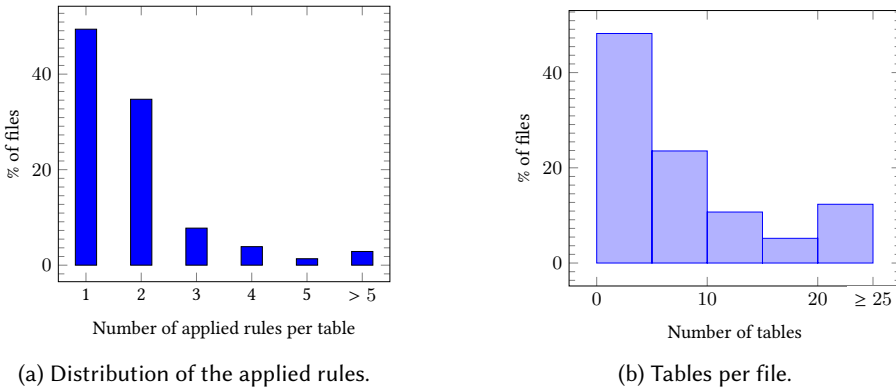 40
20
0
% of files
1 2 3 4 5 > 5
Number of applied rules per table
(a) Distribution of the applied rules.
40
20
0
% of files
0 10 20 ≥ 25
Number of tables
(b) Tables per file.